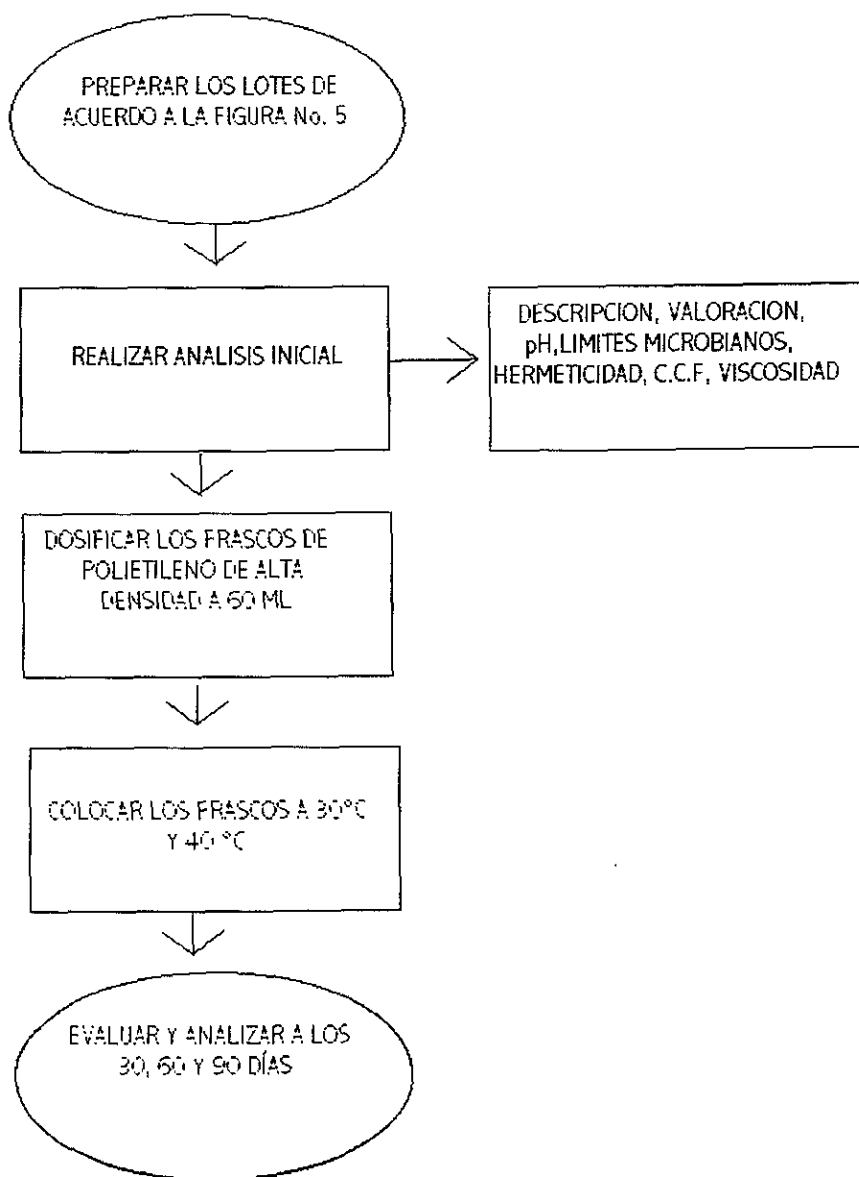 PREPARAR LOS LOTES DE
ACUERDO A LA FIGURA No. 5
REALIZAR ANALISIS INICIAL
DESCRIPCION, VALORACION,
pH,LIMITES MICROBIANOS,
HERMETICIDAD, C.C.F, VISCOSIDAD
DOSIFICAR LOS FRASCOS DE
POLIETILENO DE ALTA
DENSIDAD A 60 ML
COLOCAR LOS FRASCOS A 30°C
Y 40 °C
EVALUAR Y ANALIZAR A LOS
30, 60 Y 90 DÍAS